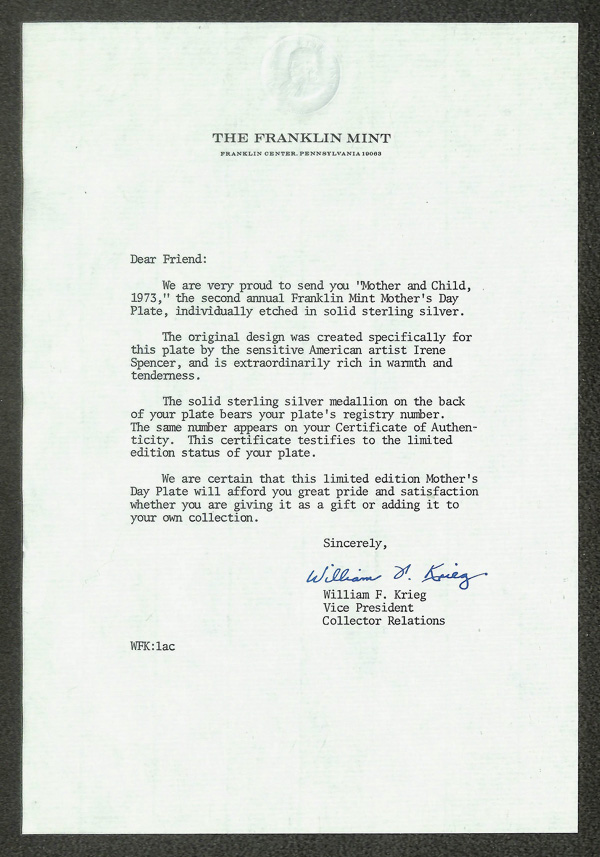 THE FRANKLIN MINT
FRANKLIN CENTER, PENNSYLVANIA 19063
Dear Friend:
We are very proud to send you "Mother and Child,
1973," the second annual Franklin Mint Mother's Day
Plate, individually etched in solid sterling silver.
The original design was created specifically for
this plate by the sensitive American artist Irene
Spencer, and is extraordinarily rich in warmth and
tenderness.
The solid sterling silver medallion on the back
of your plate bears your plate's registry number.
The same number appears on your Certificate of Authen-
ticity. This certificate testifies to the limited
edition status of your plate.
We are certain that this limited edition Mother's
Day Plate will afford you great pride and satisfaction
whether you are giving it as a gift or adding it to
your own collection.
Sincerely,
William F. Krieg
William F. Krieg
Vice President
Collector Relations
WFK:lac